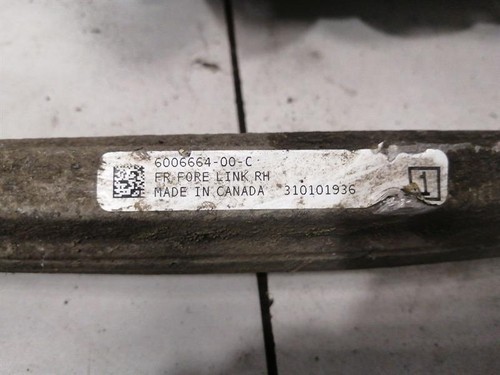 6006664-00-C
FR FORE LINK RH
MADE IN CANADA 310101936
1